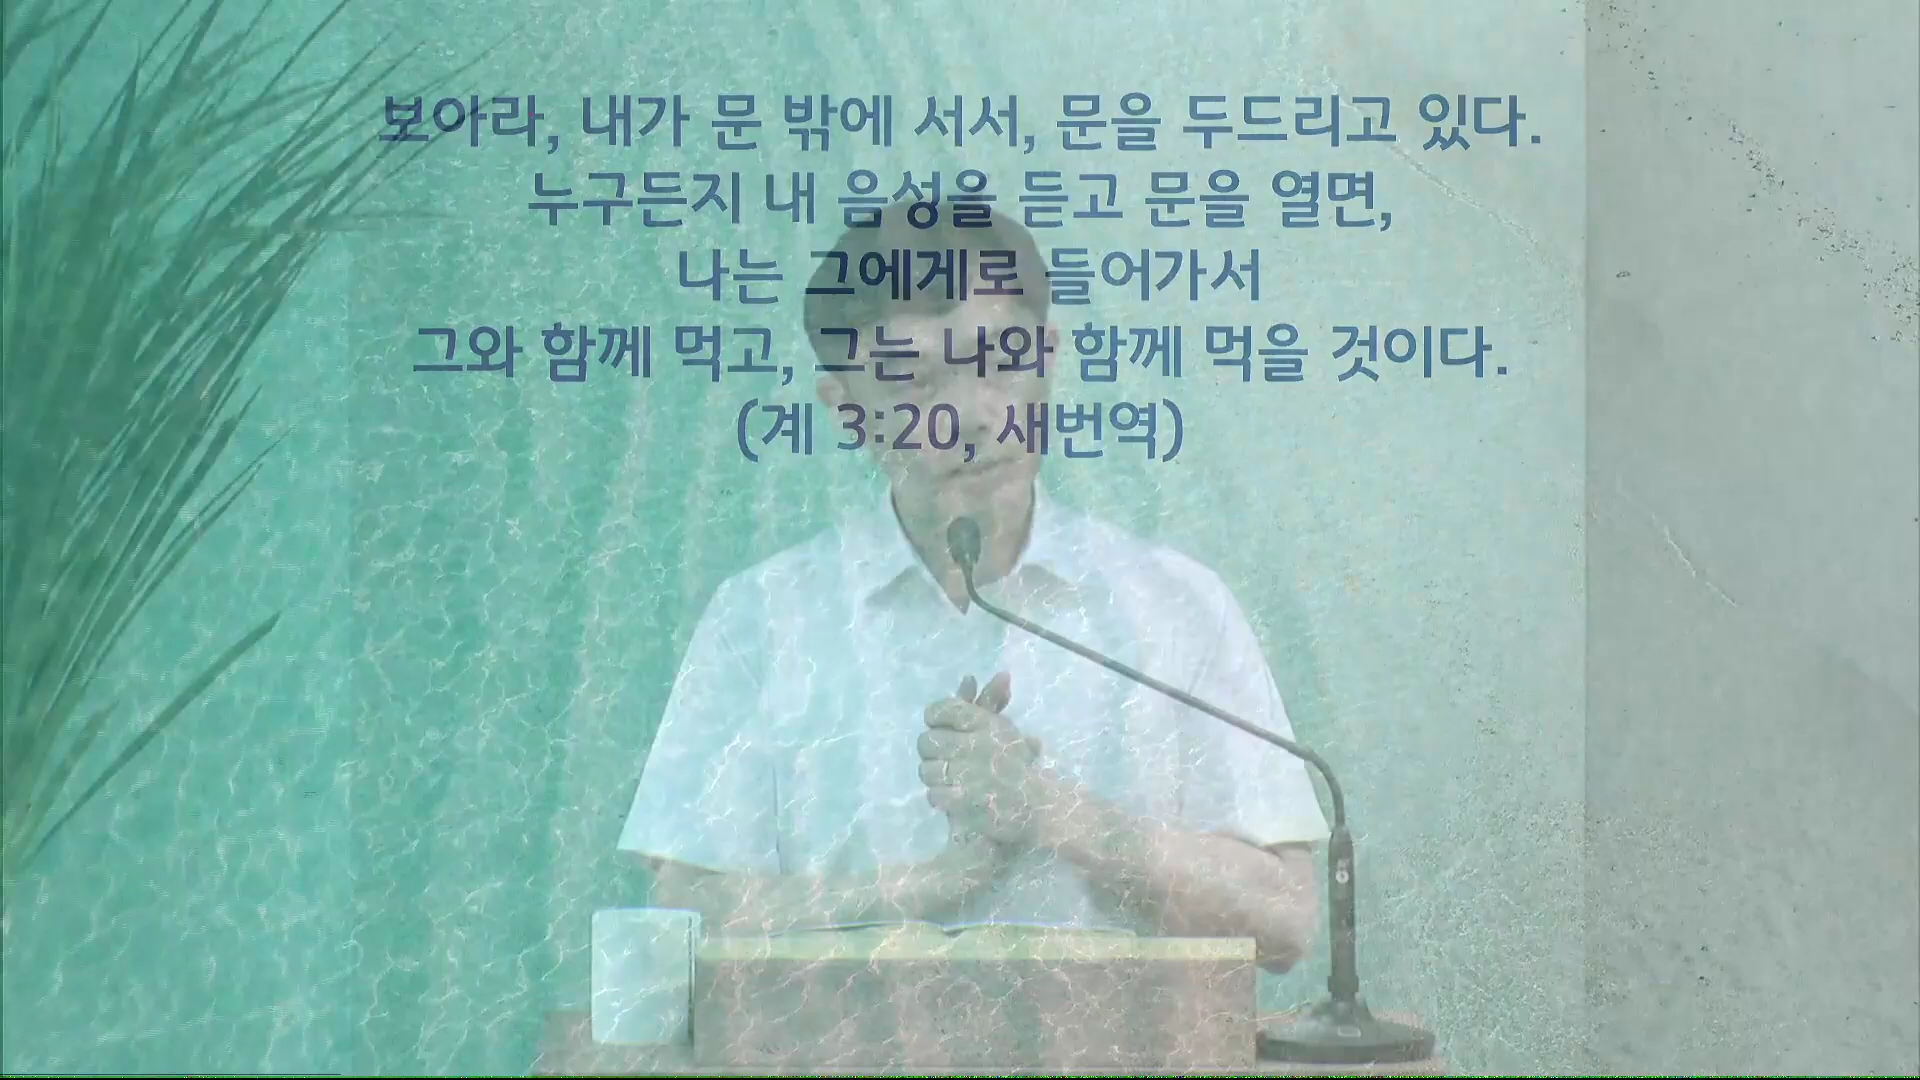 보아라, 내가 문 밖에 서서, 문을 두드리고 있다.
누구든지 내 음성을 듣고 문을 열면,
나는 그에게로 들어가서
그와 함께 먹고, 그는 나와 함께 먹을 것이다.
(계 3:20, 새번역)